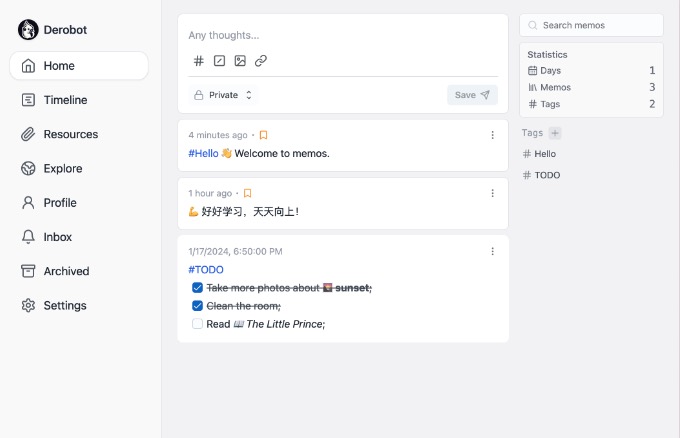 Derobot
Home
Timeline
Resources
Explore
Profile
Inbox
Archived
Settings
Any thoughts...
Private
Save
4 minutes ago ·
#Hello 👋 Welcome to memos.
1 hour ago ·
💪 好好学习，天天向上！
1/17/2024, 6:50:00 PM
#TODO
Take more photos about 🌇 sunset;
Clean the room;
Read 📖 The Little Prince;
Search memos
Statistics
Days 1
Memos 3
# Tags 2
Tags +
# Hello
# TODO